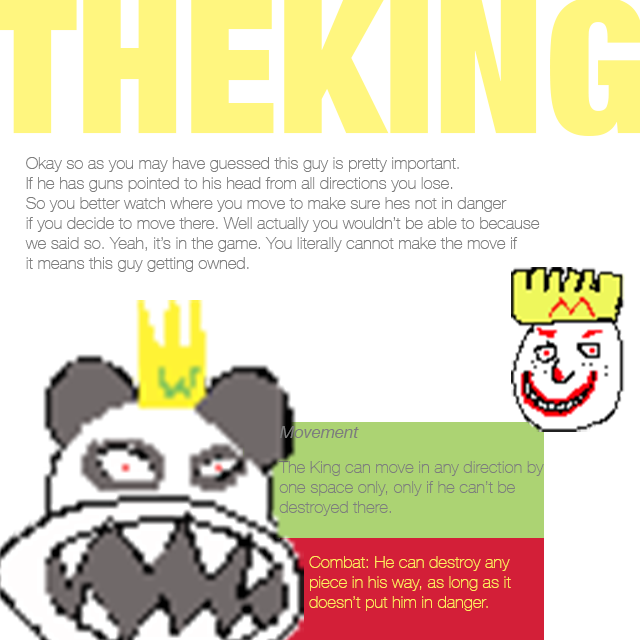 THEKING
Okay so as you may have guessed this guy is pretty important.
If he has guns pointed to his head from all directions you lose.
So you better watch where you move to make sure hes not in danger
if you decide to move there. Well actually you wouldn't be able to because
we said so. Yeah, it's in the game. You literally cannot make the move if
it means this guy getting owned.
M
W
Movement
The King can move in any direction by
one space only, only if he can't be
destroyed there.
Combat: He can destroy any
piece in his way, as long as it
doesn't put him in danger.